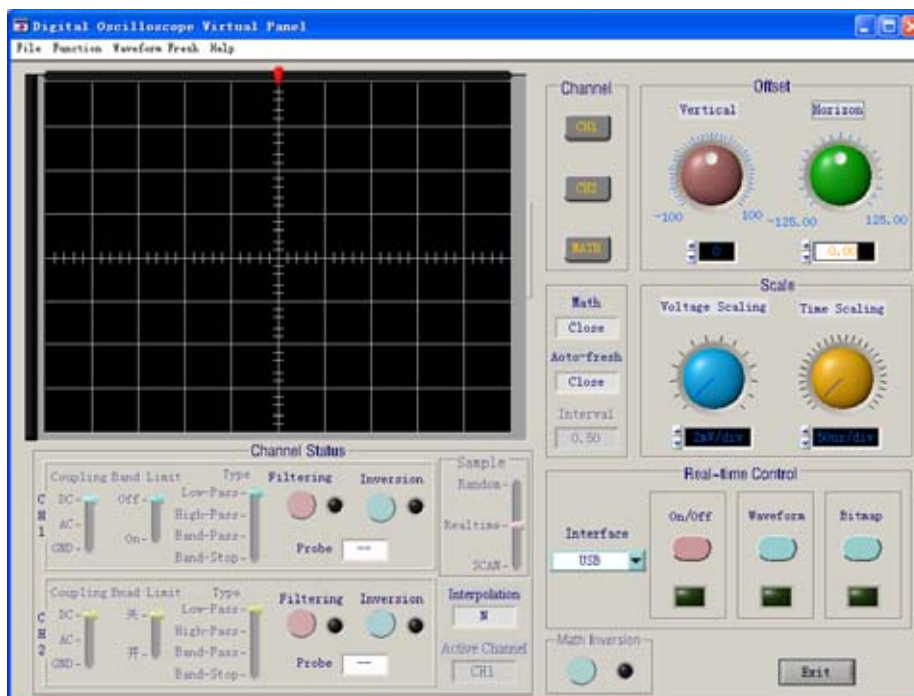 Digital Oscilloscope Virtual Panel
File Function Waveform Fresh Help
Channel
CH1
CH2
MATH
Offset
Vertical Horizon
-100 100 -125.00 125.00
0 0.00
Math
Close
Aoto-fresh
Close
Interval
0.50
Scale
Voltage Scaling Time Scaling
2mV/div 50ns/div
Channel Status
CH1
Coupling Band Limit Type Filtering Inversion
DC Off Low-Pass
AC High-Pass
GND On Band-Pass
Band-Stop
Probe --
Sample
Random
Realtime
SCAN
CH2
Coupling Bead Limit Type Filtering Inversion
DC 关 Low-Pass
AC High-Pass
GND 开 Band-Pass
Band-Stop
Probe --
Interpolation
N
Active Channel
CH1
Real-time Control
Interface
USB
On/Off Waveform Bitmap
Math Inversion
Exit